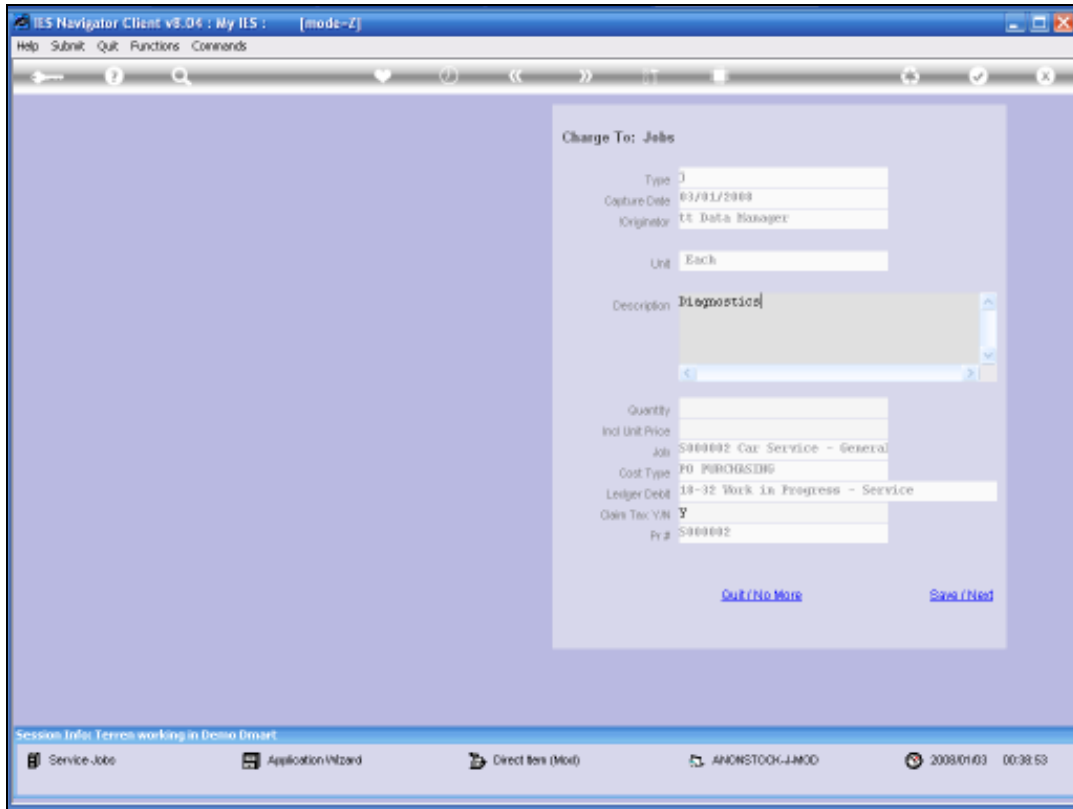 IES Navigator Client v8.04 : My IES : [mode=Z]
Help Submit Quit Functions Commands
Charge To: Jobs
Type J
Capture Date 03/01/2008
!Originator tt Data Manager
Unit Each
Description Diagnostics
Quantity
Incl Unit Price
Job S000002 Car Service - General
Cost Type PO PURCHASING
Ledger Debit 18-32 Work in Progress - Service
Claim Tax Y/N Y
Pr # S000002
Quit / No More Save / Next
Session Info: Terren working in Demo Dmart
Service Jobs Application Wizard Direct Item (Mod) ANONSTOCK-J-MOD 2008/01/03 00:38:53